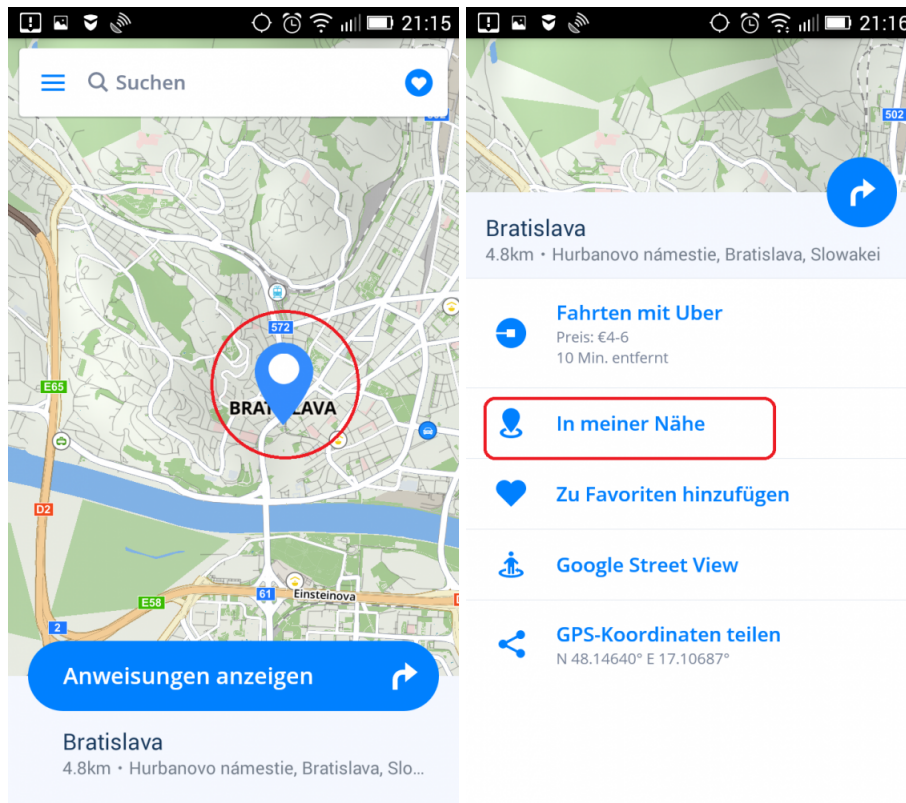 21:15
Suchen
502
572
BRATISLAVA
E65
D2
61
Einsteinova
E58
2
Anweisungen anzeigen
Bratislava
4.8km • Hurbanovo námestie, Bratislava, Slo...
21:16
502
Bratislava
4.8km • Hurbanovo námestie, Bratislava, Slowakei
Fahrten mit Uber
Preis: €4-6
10 Min. entfernt
In meiner Nähe
Zu Favoriten hinzufügen
Google Street View
GPS-Koordinaten teilen
N 48.14640° E 17.10687°